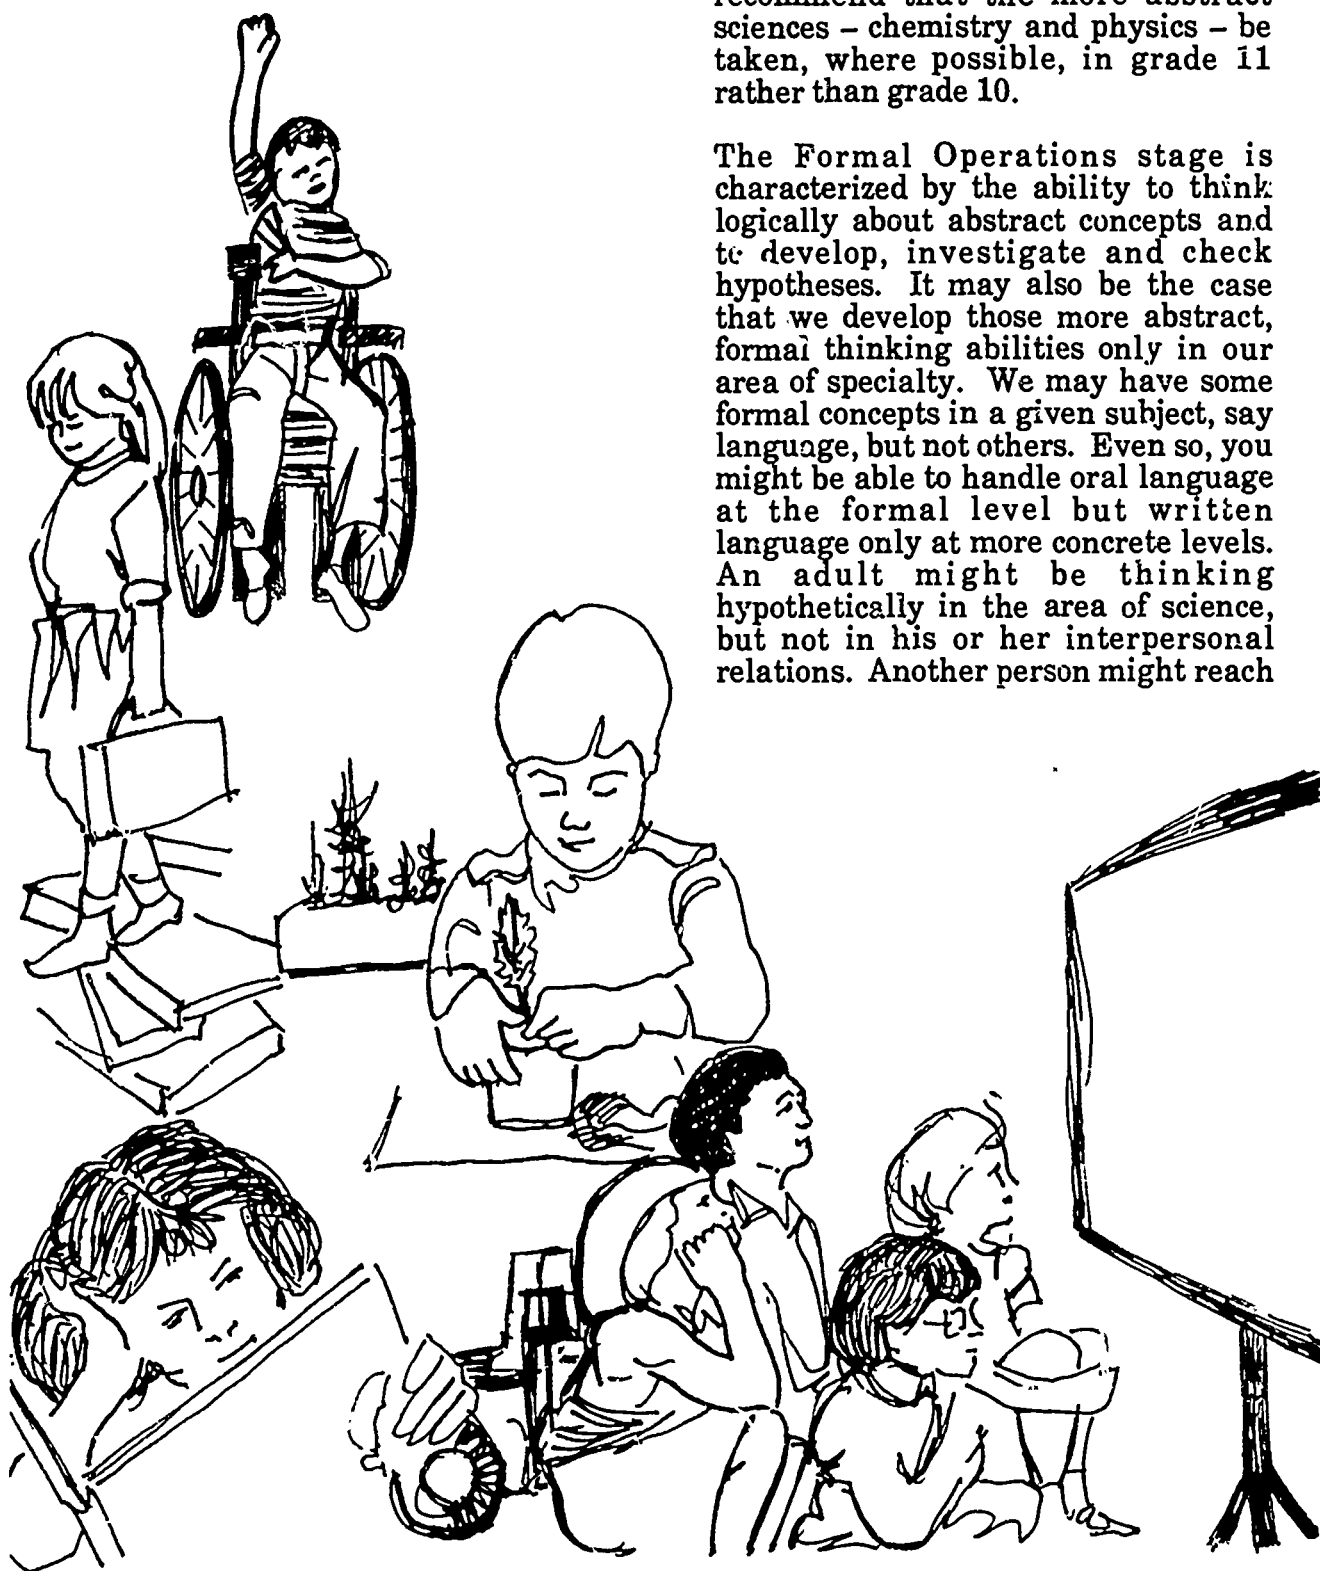 recommend that the more abstract
sciences – chemistry and physics – be
taken, where possible, in grade 11
rather than grade 10.
The Formal Operations stage is
characterized by the ability to think
logically about abstract concepts and
to develop, investigate and check
hypotheses. It may also be the case
that we develop those more abstract,
formal thinking abilities only in our
area of specialty. We may have some
formal concepts in a given subject, say
language, but not others. Even so, you
might be able to handle oral language
at the formal level but written
language only at more concrete levels.
An adult might be thinking
hypothetically in the area of science,
but not in his or her interpersonal
relations. Another person might reach